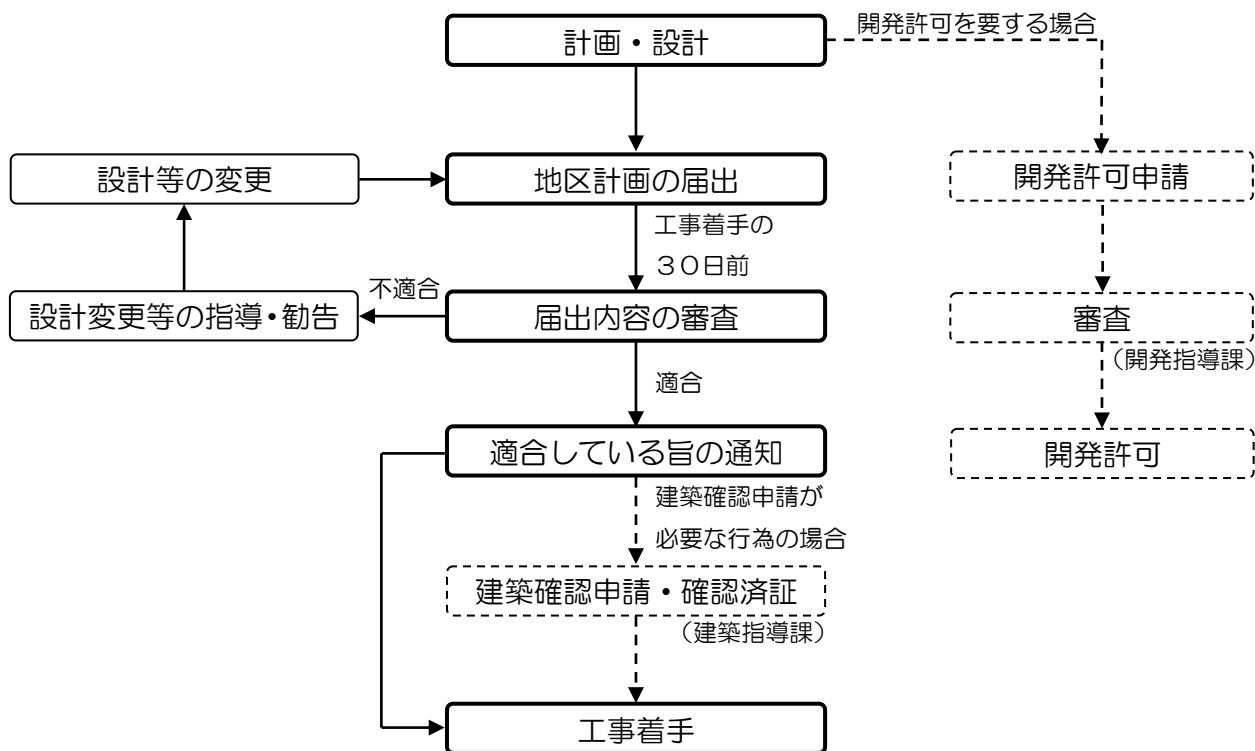 計画・設計
開発許可を要する場合
設計等の変更
地区計画の届出
開発許可申請
工事着手の
３０日前
不適合
設計変更等の指導・勧告
届出内容の審査
審査
（開発指導課）
適合
適合している旨の通知
開発許可
建築確認申請が
必要な行為の場合
建築確認申請・確認済証
（建築指導課）
工事着手